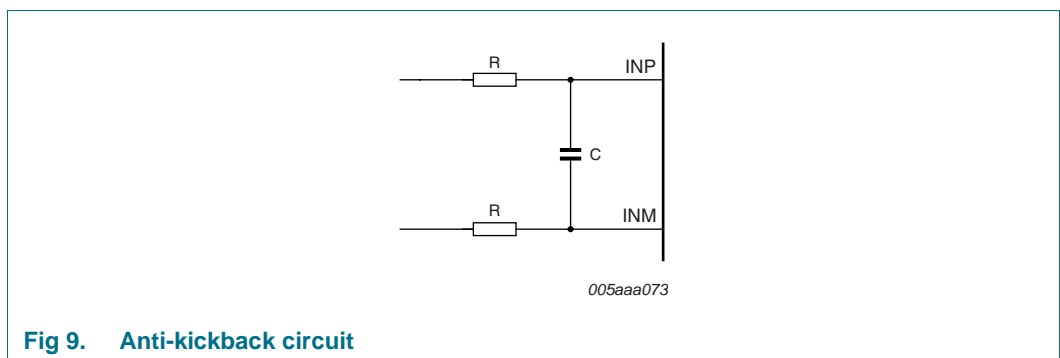 R
INP
C
R
INM
005aaa073
Fig 9. Anti-kickback circuit